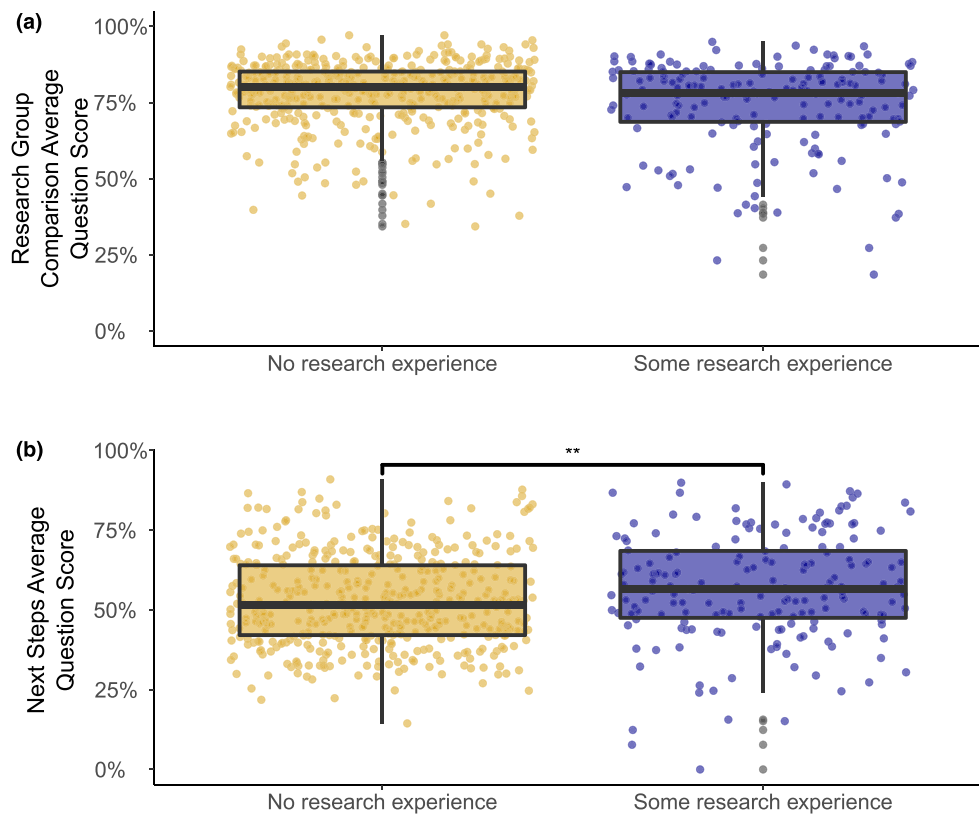 (a)
Research Group
Comparison Average
Question Score
100%
75%
50%
25%
0%
No research experience
Some research experience
(b)
Next Steps Average
Question Score
100%
75%
50%
25%
0%
**
No research experience
Some research experience